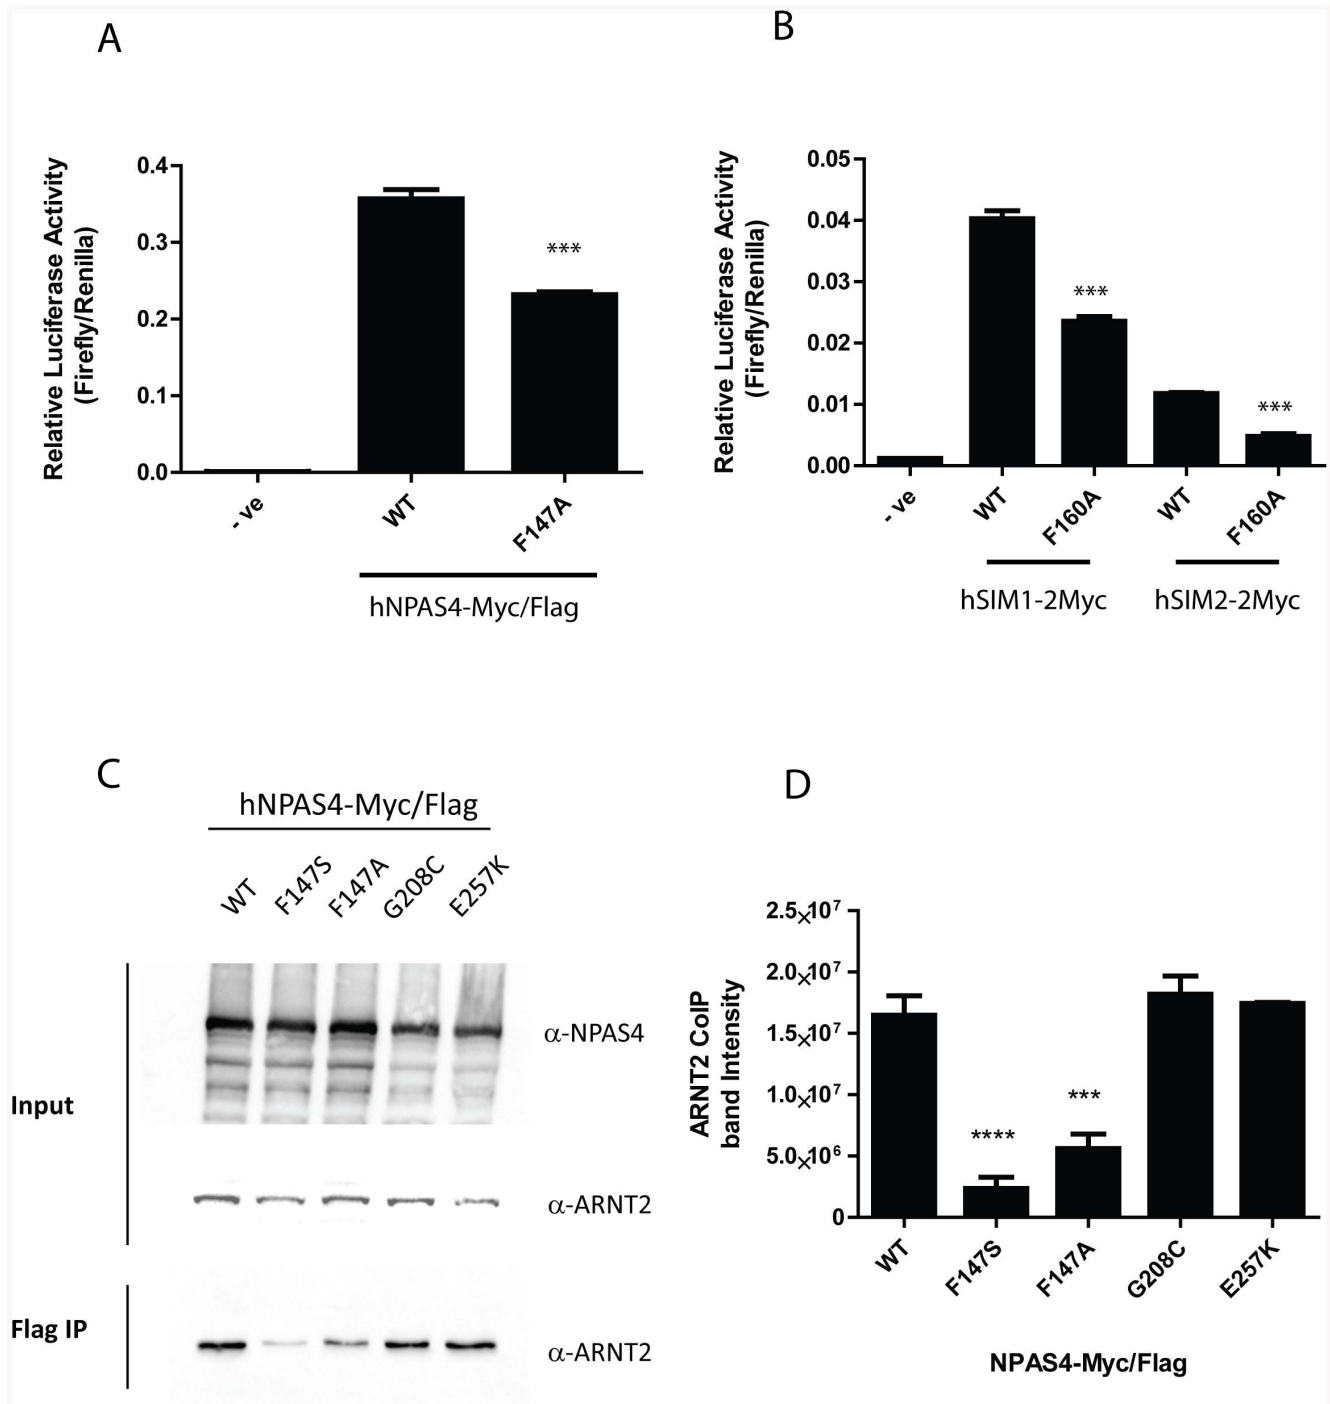 A
Relative Luciferase Activity
(Firefly/Renilla)
0.4
0.3
0.2
0.1
0.0
- ve
WT
F147A
***
hNPAS4-Myc/Flag
B
Relative Luciferase Activity
(Firefly/Renilla)
0.05
0.04
0.03
0.02
0.01
0.00
- ve
WT
F160A
WT
F160A
***
***
hSIM1-2Myc
hSIM2-2Myc
C
hNPAS4-Myc/Flag
WT
F147S
F147A
G208C
E257K
Input
α-NPAS4
α-ARNT2
Flag IP
α-ARNT2
D
ARNT2 CoIP
band Intensity
2.5×10⁷
2.0×10⁷
1.5×10⁷
1.0×10⁷
5.0×10⁶
0
****
***
WT
F147S
F147A
G208C
E257K
NPAS4-Myc/Flag